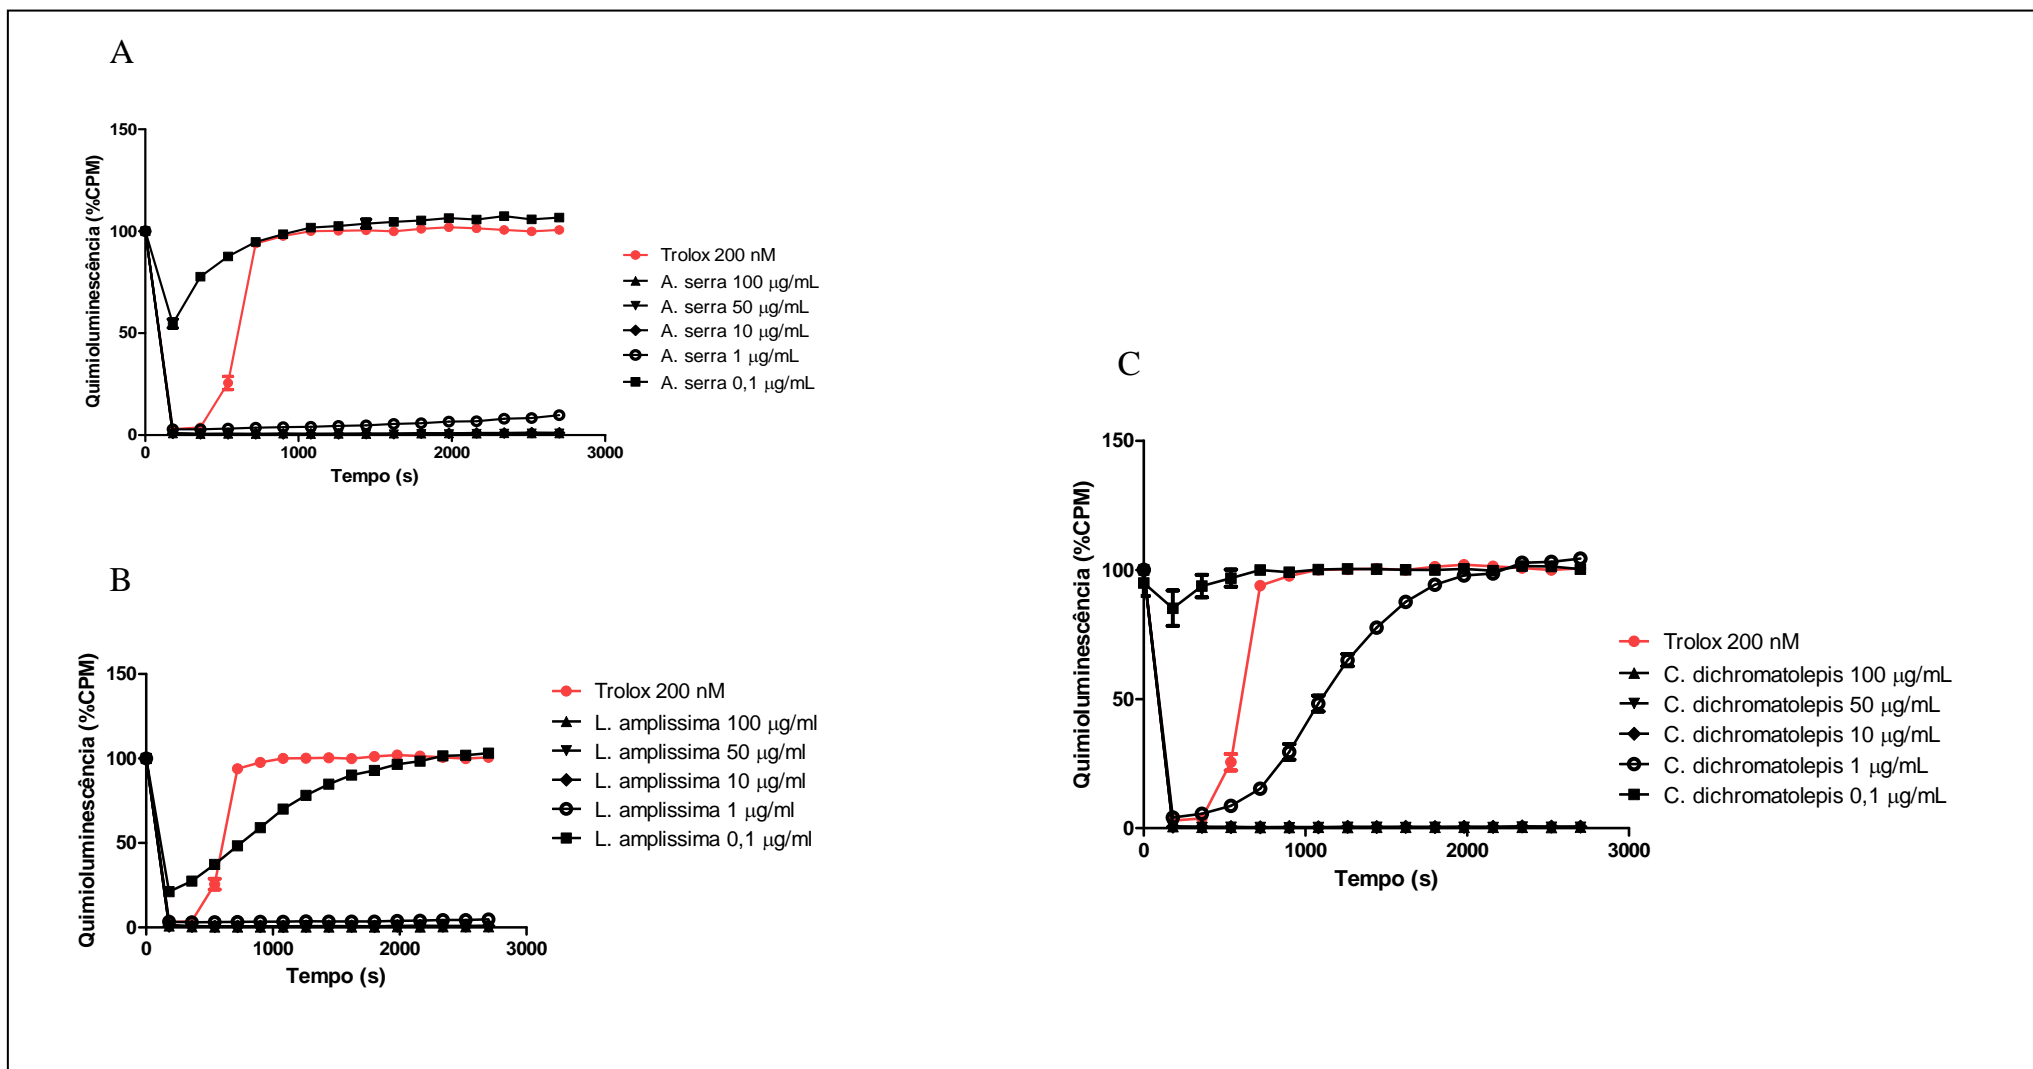 A
150
100
50
0
Quimioluminescência (%CPM)
0 1000 2000 3000
Tempo (s)
Trolox 200 nM
A. serra 100 μg/mL
A. serra 50 μg/mL
A. serra 10 μg/mL
A. serra 1 μg/mL
A. serra 0,1 μg/mL
B
150
100
50
0
Quimioluminescência (%CPM)
0 1000 2000 3000
Tempo (s)
Trolox 200 nM
L. amplissima 100 μg/ml
L. amplissima 50 μg/ml
L. amplissima 10 μg/ml
L. amplissima 1 μg/ml
L. amplissima 0,1 μg/ml
C
150
100
50
0
Quimioluminescência (%CPM)
0 1000 2000 3000
Tempo (s)
Trolox 200 nM
C. dichromatolepis 100 μg/mL
C. dichromatolepis 50 μg/mL
C. dichromatolepis 10 μg/mL
C. dichromatolepis 1 μg/mL
C. dichromatolepis 0,1 μg/mL